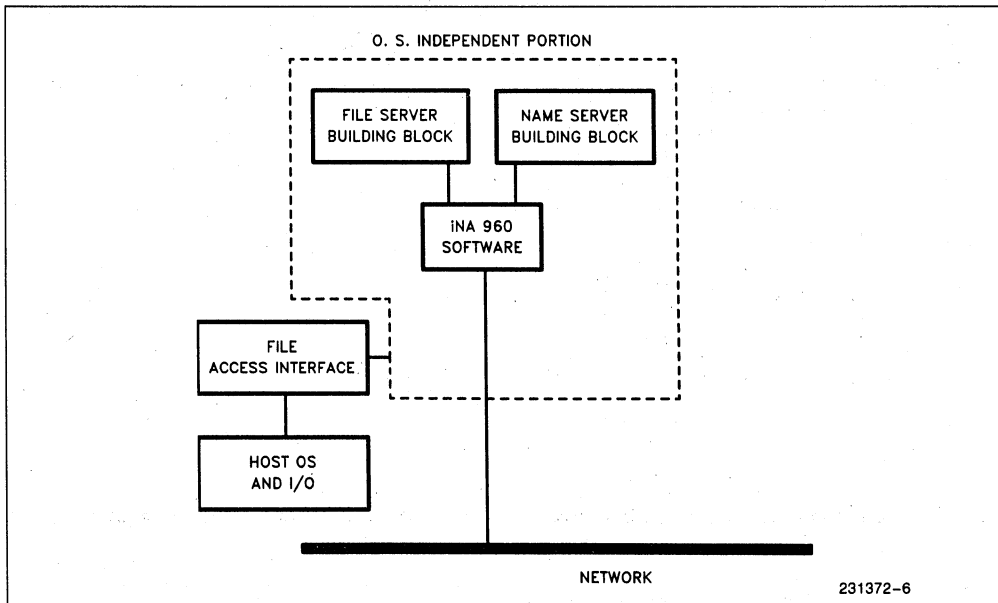 O. S. INDEPENDENT PORTION
FILE SERVER
BUILDING BLOCK
NAME SERVER
BUILDING BLOCK
iNA 960
SOFTWARE
FILE
ACCESS INTERFACE
HOST OS
AND I/O
NETWORK
231372-6